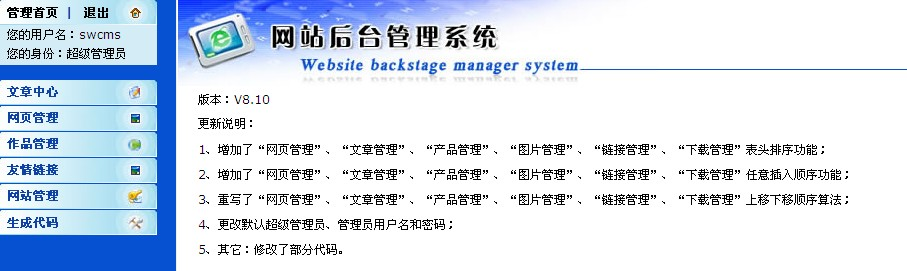 管理首页 | 退出
您的用户名：swcms
您的身份：超级管理员
文章中心
网页管理
作品管理
友情链接
网站管理
生成代码
网站后台管理系统
Website backstage manager system
版本：V8.10
更新说明：
1、增加了“网页管理”、“文章管理”、“产品管理”、“图片管理”、“链接管理”、“下载管理”表头排序功能；
2、增加了“网页管理”、“文章管理”、“产品管理”、“图片管理”、“链接管理”、“下载管理”任意插入顺序功能；
3、重写了“网页管理”、“文章管理”、“产品管理”、“图片管理”、“链接管理”、“下载管理”上移下移顺序算法；
4、更改默认超级管理员、管理员用户名和密码；
5、其它：修改了部分代码。